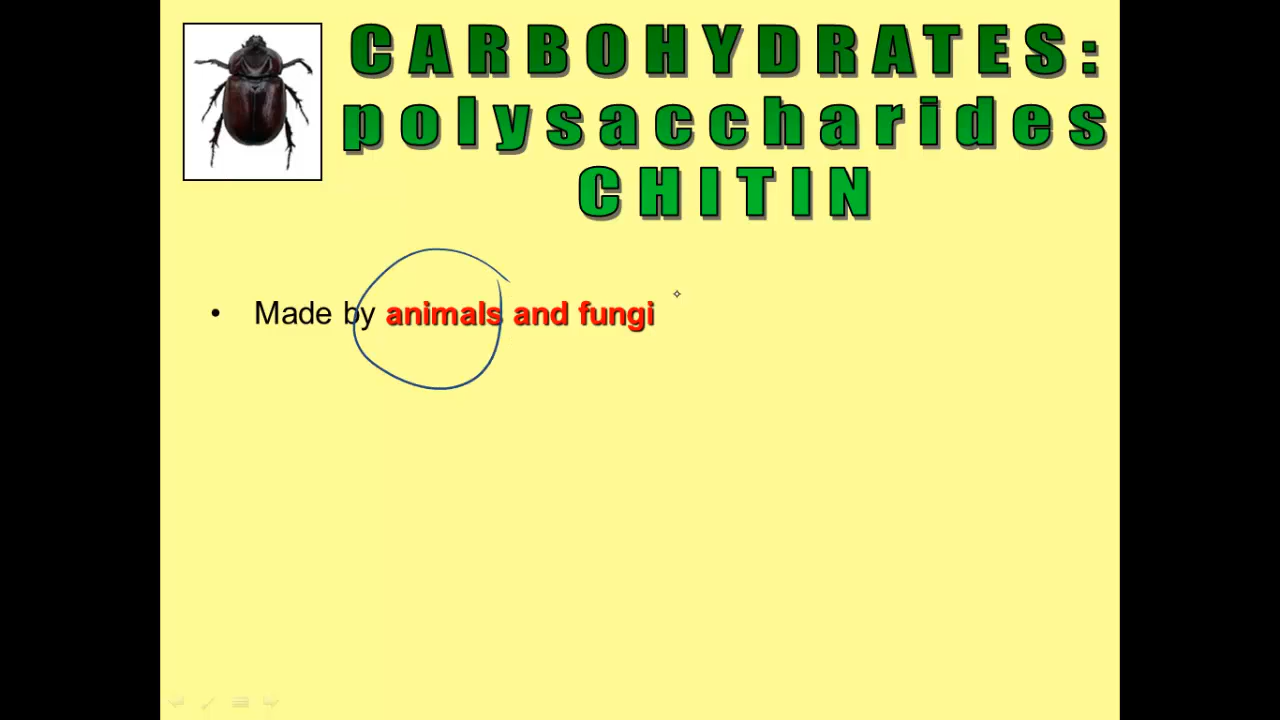 CARBOHYDRATES:
polysaccharides
CHITIN
• Made by animals and fungi